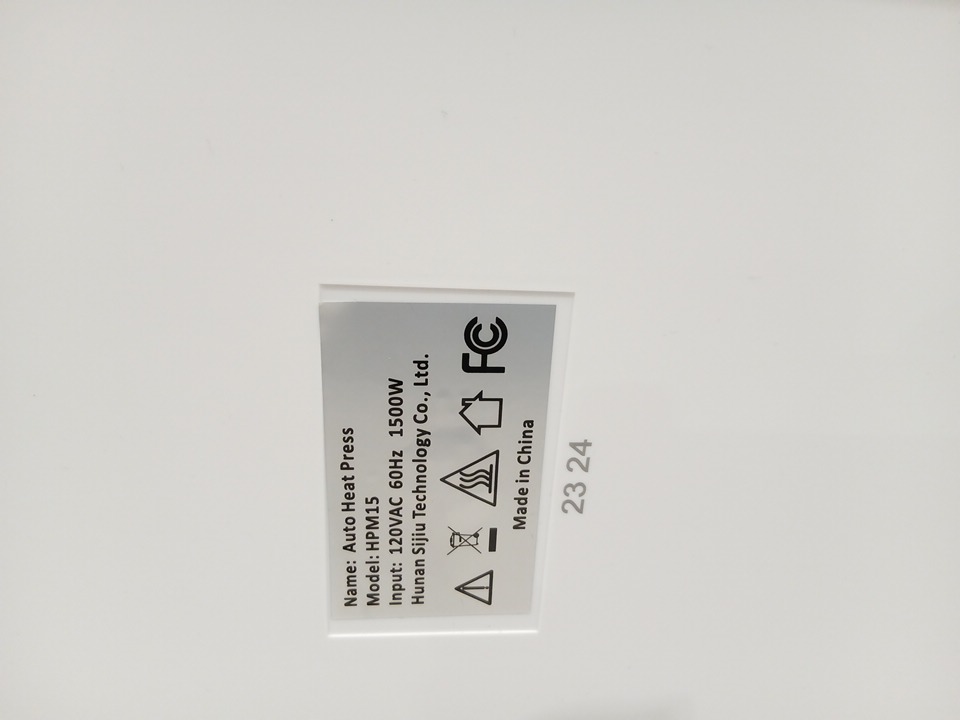 Name: Auto Heat Press
Model: HPM15
Input: 120VAC 60Hz 1500W
Hunan Sijiu Technology Co., Ltd.
FC
Made in China
23 24